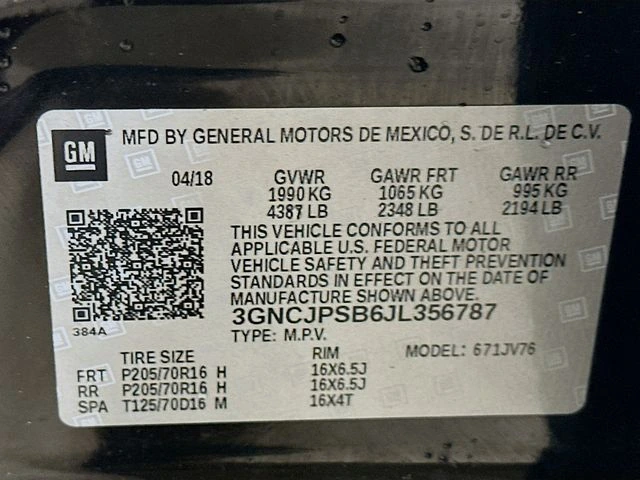 GM MFD BY GENERAL MOTORS DE MEXICO, S. DE R.L. DE C.V.
04/18 GVWR GAWR FRT GAWR RR
1990 KG 1065 KG 995 KG
4387 LB 2348 LB 2194 LB
THIS VEHICLE CONFORMS TO ALL
APPLICABLE U.S. FEDERAL MOTOR
VEHICLE SAFETY AND THEFT PREVENTION
STANDARDS IN EFFECT ON THE DATE OF
MANUFACTURE SHOWN ABOVE.
3GNCJPSB6JL356787
384A
TYPE: M.P.V.
TIRE SIZE RIM MODEL: 671JV76
FRT P205/70R16 H 16X6.5J
RR P205/70R16 H 16X6.5J
SPA T125/70D16 M 16X4T